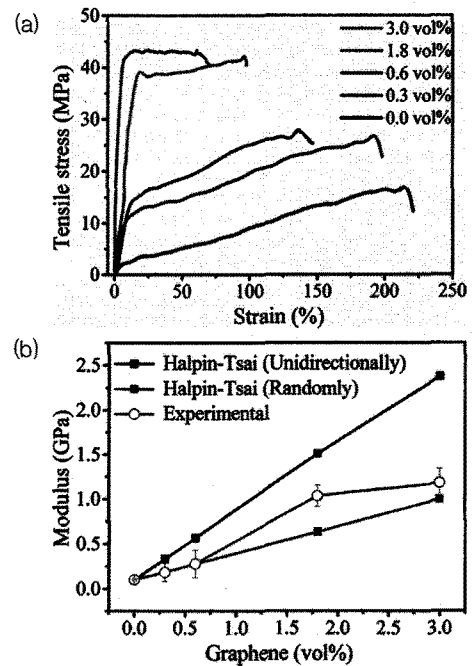 (a)
3.0 vol%
1.8 vol%
0.6 vol%
0.3 vol%
0.0 vol%
50
40
30
20
10
0
Tensile stress (MPa)
0 50 100 150 200 250
Strain (%)
(b)
Halpin-Tsai (Unidirectionally)
Halpin-Tsai (Randomly)
Experimental
2.5
2.0
1.5
1.0
0.5
0.0
Modulus (GPa)
0.0 0.5 1.0 1.5 2.0 2.5 3.0
Graphene (vol%)